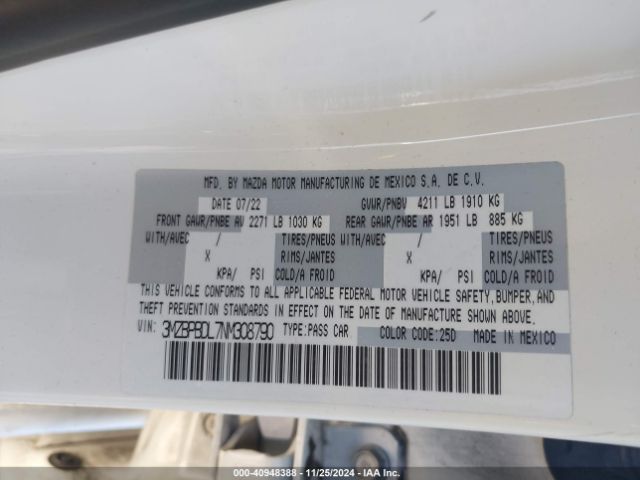 MFD. BY MAZDA MOTOR MANUFACTURING DE MEXICO S.A. DE C.V.
DATE 07/22 GVWR/PNBV 4211 LB 1910 KG
FRONT GAWR/PNBE AV 2271 LB 1030 KG REAR GAWR/PNBE AR 1951 LB 885 KG
WITH/AVEC / TIRES/PNEUS WITH/AVEC / TIRES/PNEUS
X RIMS/JANTES X RIMS/JANTES
KPA/ PSI COLD/A FROID KPA/ PSI COLD/A FROID
THIS VEHICLE CONFORMS TO ALL APPLICABLE FEDERAL MOTOR VEHICLE SAFETY, BUMPER, AND
THEFT PREVENTION STANDARDS IN EFFECT ON THE DATE OF MANUFACTURE SHOWN ABOVE.
VIN: 3MZBPBDL7NM308790 TYPE: PASS CAR COLOR CODE: 25D MADE IN MEXICO
000-40948388 - 11/25/2024 - IAA Inc.